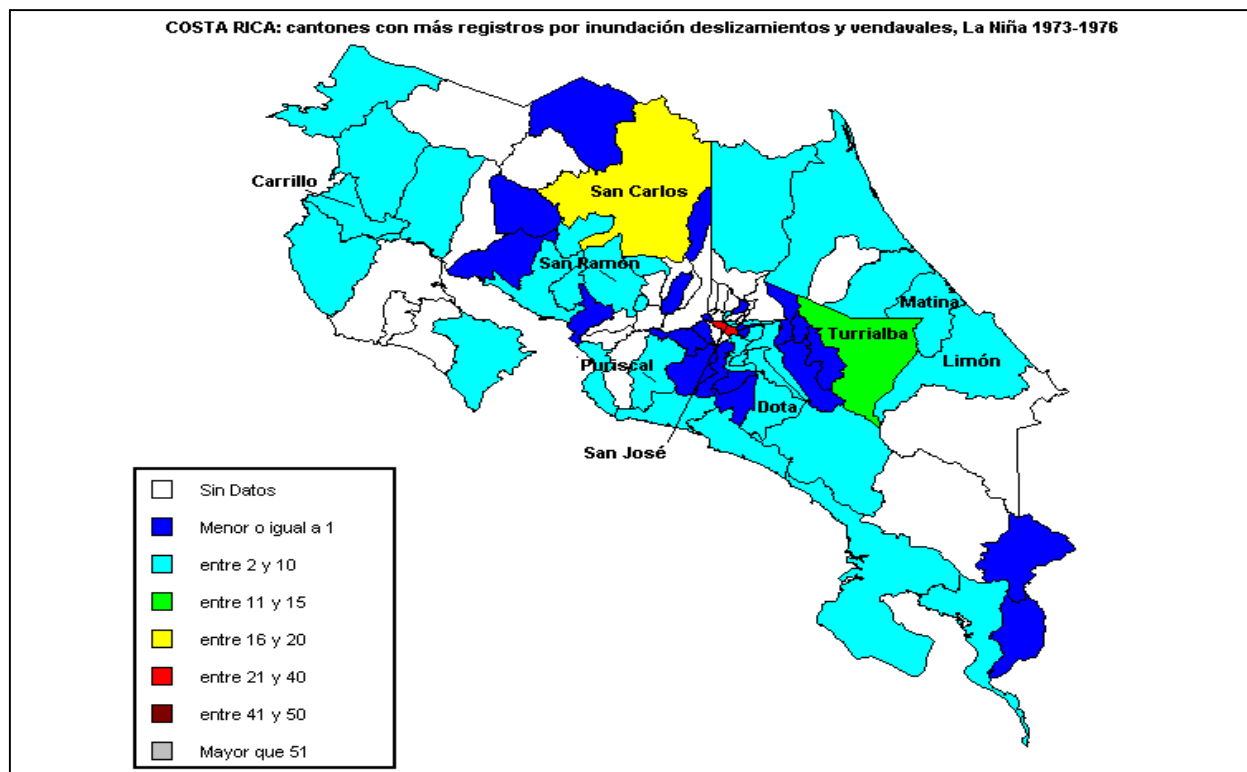 COSTA RICA: cantones con más registros por inundación deslizamientos y vendavales, La Niña 1973-1976
Carrillo
San Carlos
San Ramón
Matina
Turrialba
Limón
Puriscal
Dota
San José
Sin Datos
Menor o igual a 1
entre 2 y 10
entre 11 y 15
entre 16 y 20
entre 21 y 40
entre 41 y 50
Mayor que 51